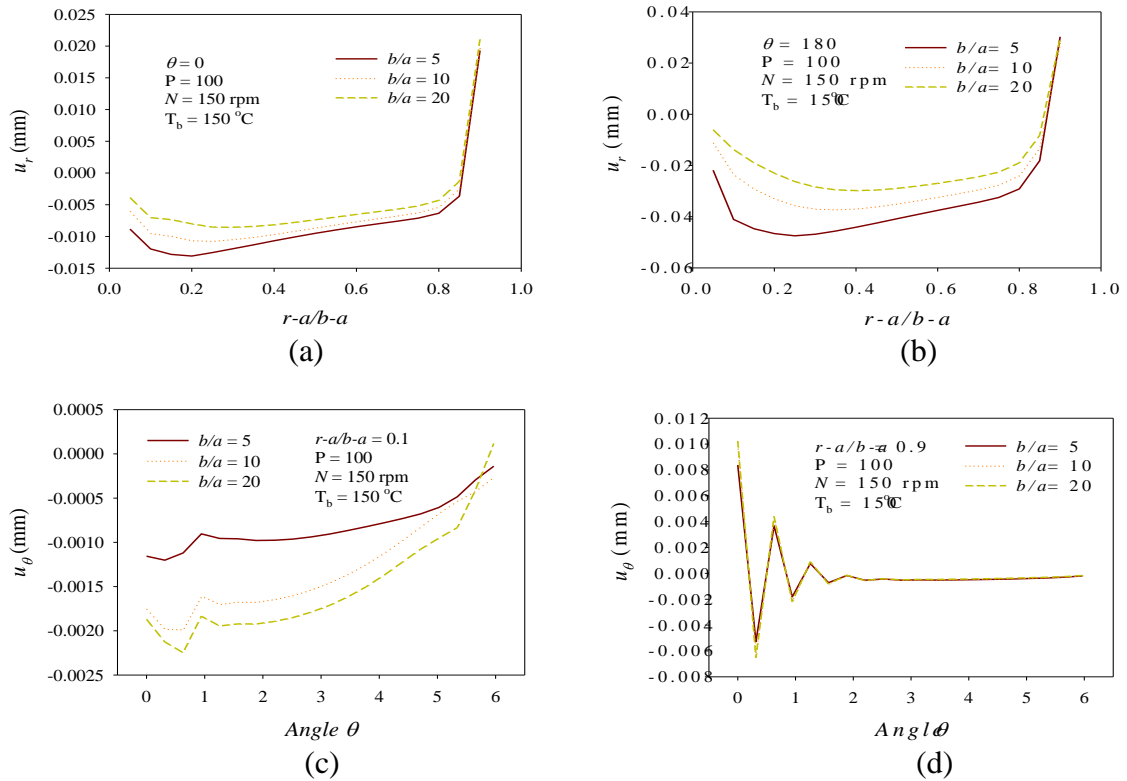 0.025
0.020
0.015
0.010
0.005
0.000
-0.005
-0.010
-0.015
u_r (mm)
θ = 0
P = 100
N = 150 rpm
T_b = 150 °C
b/a = 5
b/a = 10
b/a = 20
0.0 0.2 0.4 0.6 0.8 1.0
r-a/b-a
(a)
0.04
0.02
0.00
-0.02
-0.04
-0.06
u_r (mm)
θ = 180
P = 100
N = 150 rpm
b/a= 5
b/a= 10
b/a= 20
0.0 0.2 0.4 0.6 0.8 1.0
r-a/b-a
(b)
0.0005
0.0000
-0.0005
-0.0010
-0.0015
-0.0020
-0.0025
u_θ (mm)
b/a = 5
b/a = 10
b/a = 20
r-a/b-a = 0.1
P = 100
N = 150 rpm
T_b = 150 °C
0 1 2 3 4 5 6
Angle θ
(c)
0.012
0.010
0.008
0.006
0.004
0.002
0.000
-0.002
-0.004
-0.006
-0.008
u_θ (mm)
r-a/b-a = 0.9
P = 100
N = 150 rpm
b/a= 5
b/a= 10
b/a= 20
0 1 2 3 4 5 6
Angle θ
(d)